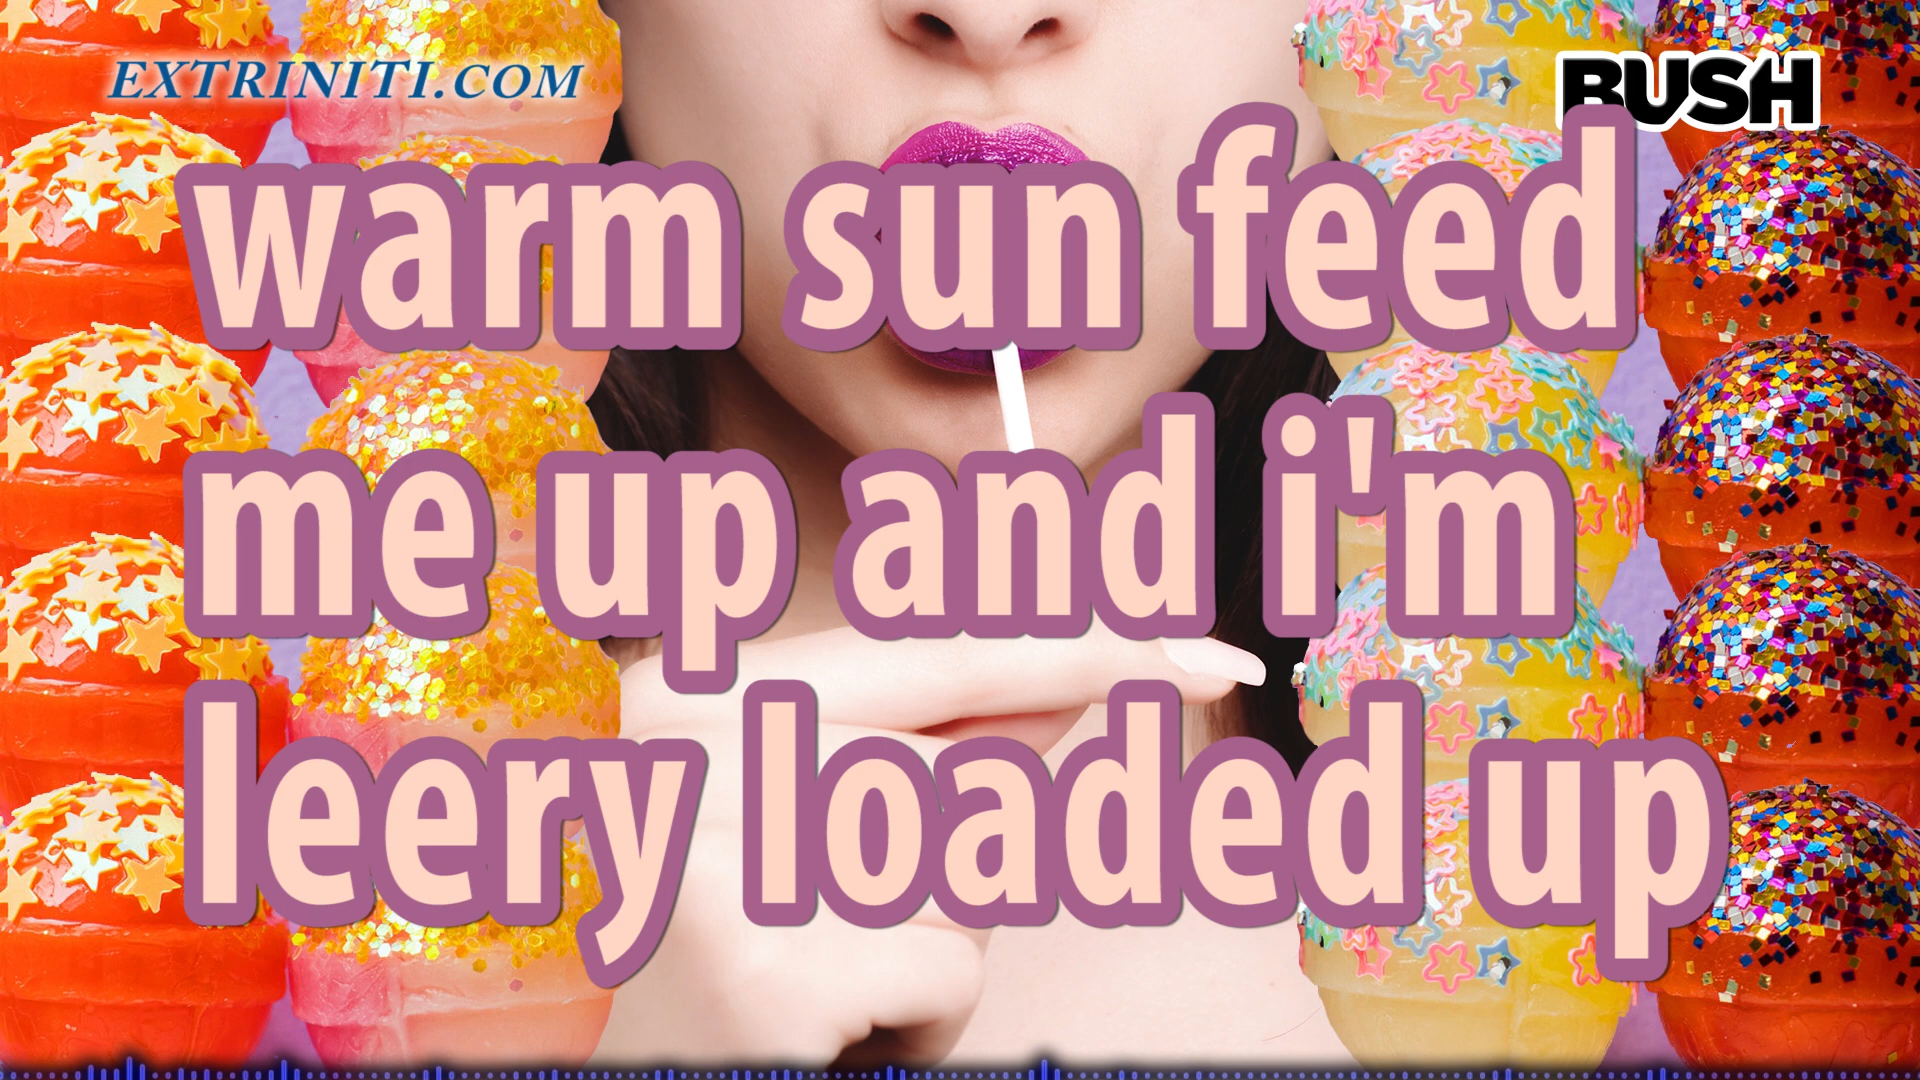 EXTRINITI.COM
BUSH
warm sun feed
me up and i'm
leery loaded up